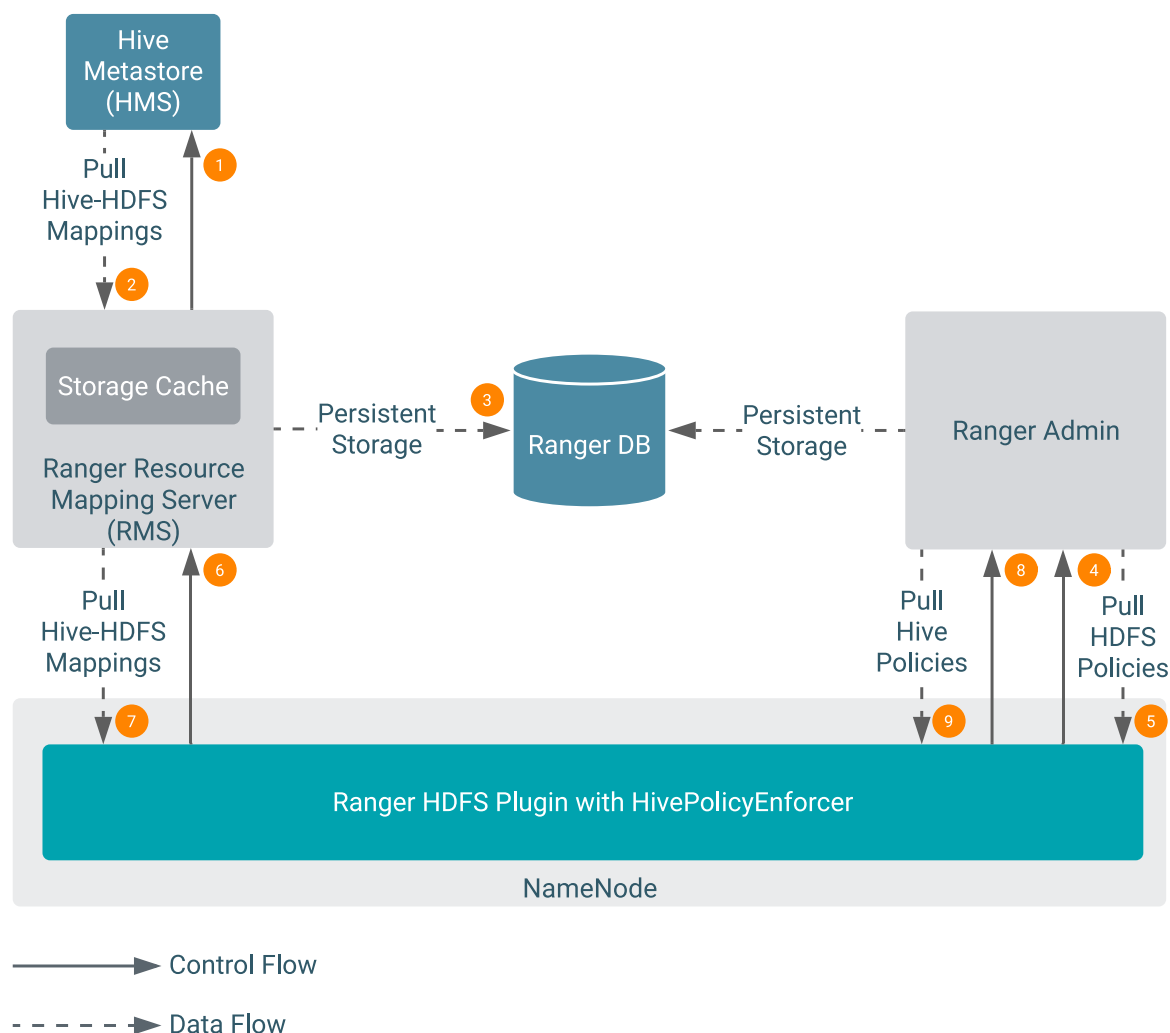 Hive
Metastore
(HMS)
1
Pull
Hive-HDFS
Mappings
2
Storage Cache
Ranger Resource
Mapping Server
(RMS)
Persistent
Storage
3
Ranger DB
Persistent
Storage
Ranger Admin
6
Pull
Hive-HDFS
Mappings
7
8
4
Pull
Hive
Policies
9
Pull
HDFS
Policies
5
Ranger HDFS Plugin with HivePolicyEnforcer
NameNode
Control Flow
Data Flow